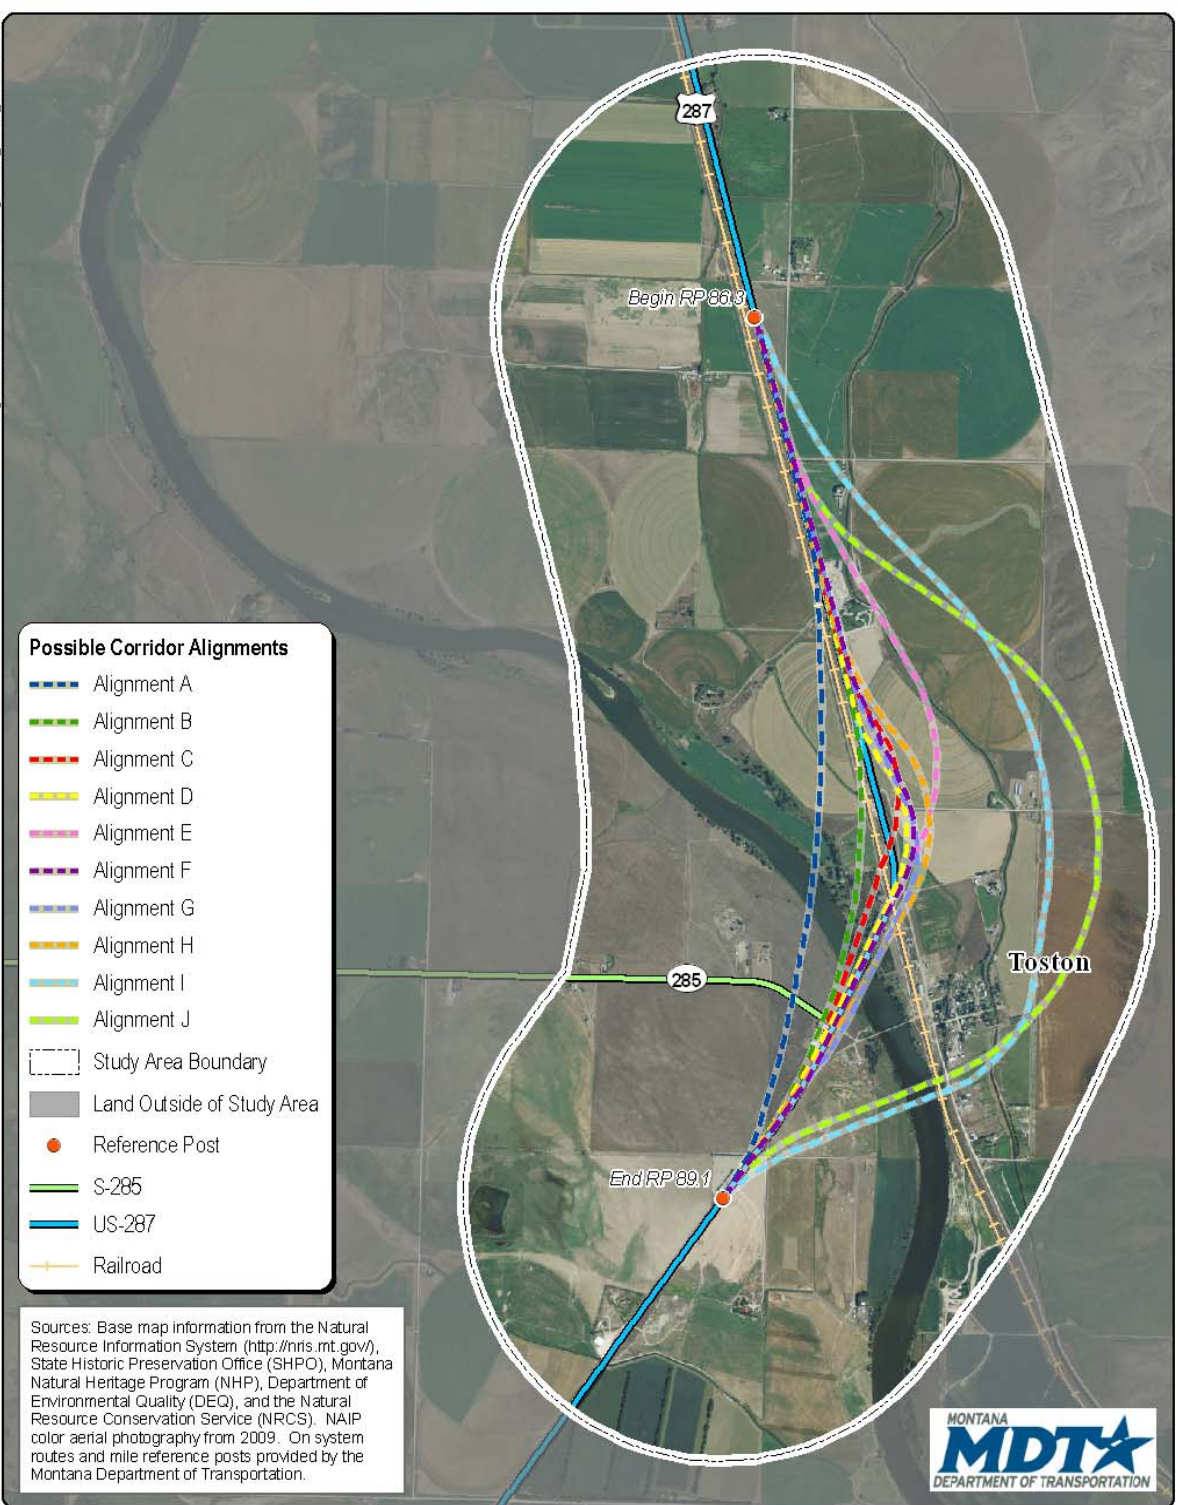 287
Begin RP 86.3
Possible Corridor Alignments
Alignment A
Alignment B
Alignment C
Alignment D
Alignment E
Alignment F
Alignment G
Alignment H
Alignment I
Alignment J
Study Area Boundary
Land Outside of Study Area
Reference Post
S-285
US-287
Railroad
285
Toston
End RP 89.1
Sources: Base map information from the Natural
Resource Information System (http://nris.mt.gov/),
State Historic Preservation Office (SHPO), Montana
Natural Heritage Program (NHP), Department of
Environmental Quality (DEQ), and the Natural
Resource Conservation Service (NRCS). NAIP
color aerial photography from 2009. On system
routes and mile reference posts provided by the
Montana Department of Transportation.
MONTANA
MDT
DEPARTMENT OF TRANSPORTATION